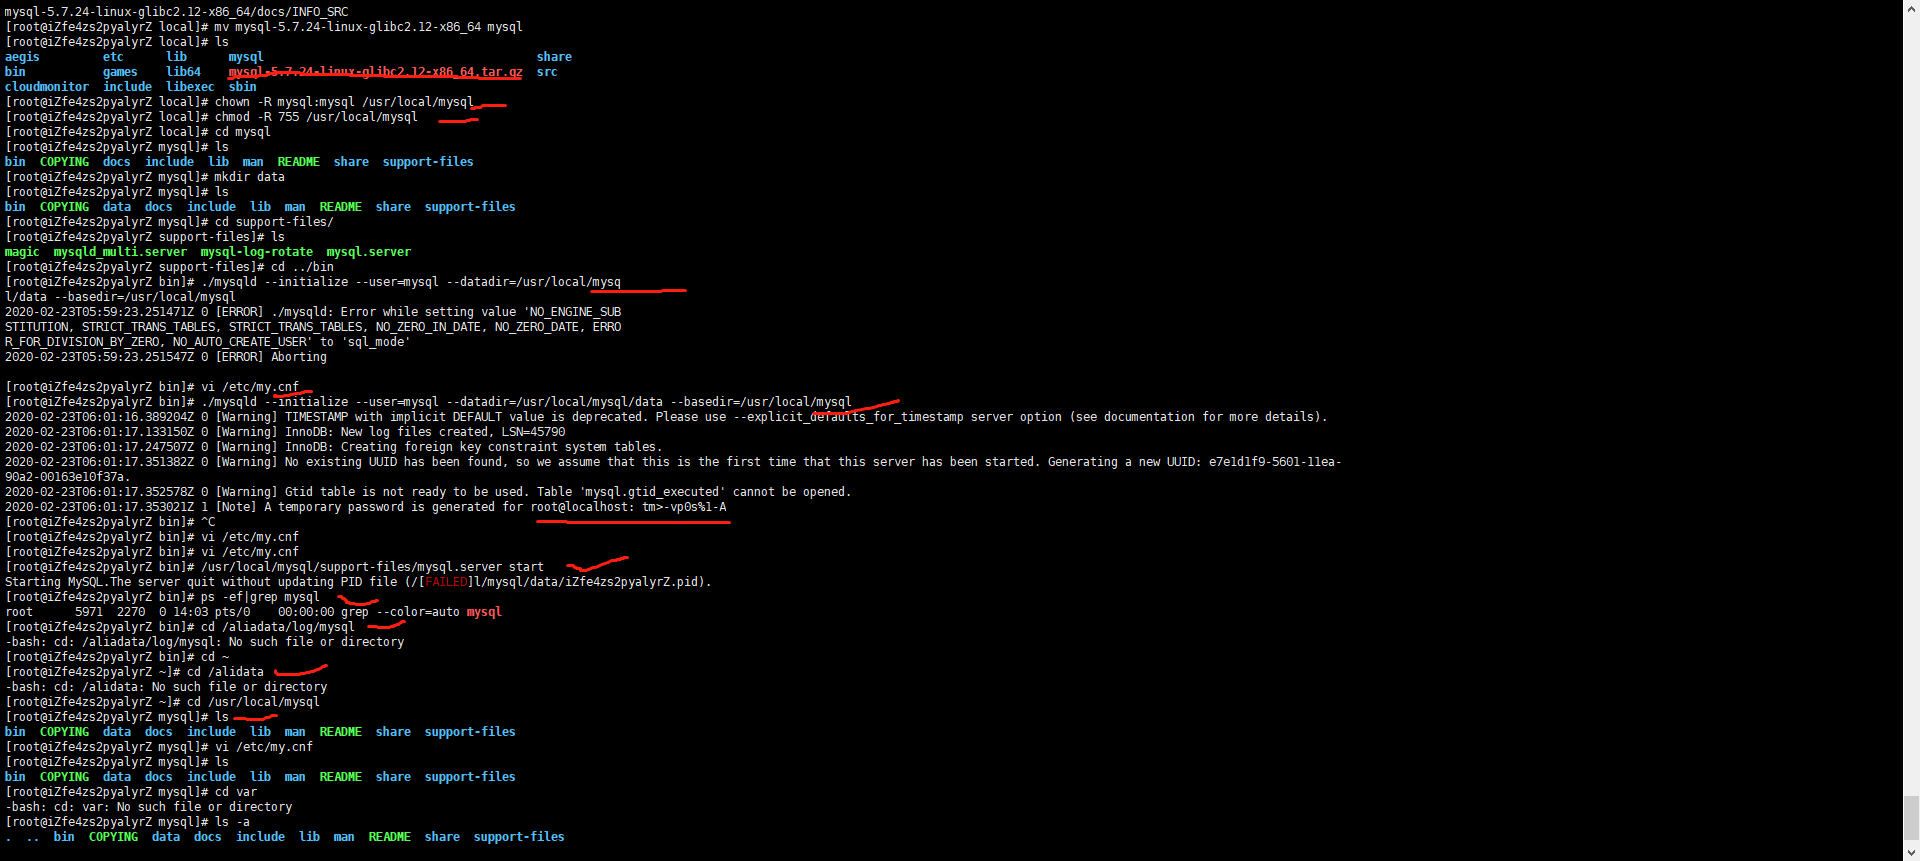 mysql-5.7.24-linux-glibc2.12-x86_64/docs/INFO_SRC
[root@iZfe4zs2pyalyrZ local]# mv mysql-5.7.24-linux-glibc2.12-x86_64 mysql
[root@iZfe4zs2pyalyrZ local]# ls
aegis         etc      lib      mysql                                       share
bin           games    lib64    mysql-5.7.24-linux-glibc2.12-x86_64.tar.gz  src
cloudmonitor  include  libexec  sbin
[root@iZfe4zs2pyalyrZ local]# chown -R mysql:mysql /usr/local/mysql
[root@iZfe4zs2pyalyrZ local]# chmod -R 755 /usr/local/mysql
[root@iZfe4zs2pyalyrZ local]# cd mysql
[root@iZfe4zs2pyalyrZ mysql]# ls
bin  COPYING  docs  include  lib  man  README  share  support-files
[root@iZfe4zs2pyalyrZ mysql]# mkdir data
[root@iZfe4zs2pyalyrZ mysql]# ls
bin  COPYING  data  docs  include  lib  man  README  share  support-files
[root@iZfe4zs2pyalyrZ mysql]# cd support-files/
[root@iZfe4zs2pyalyrZ support-files]# ls
magic  mysqld_multi.server  mysql-log-rotate  mysql.server
[root@iZfe4zs2pyalyrZ support-files]# cd ../bin
[root@iZfe4zs2pyalyrZ bin]# ./mysqld --initialize --user=mysql --datadir=/usr/local/mysq
l/data --basedir=/usr/local/mysql
2020-02-23T05:59:23.251471Z 0 [ERROR] ./mysqld: Error while setting value 'NO_ENGINE_SUB
STITUTION, STRICT_TRANS_TABLES, STRICT_TRANS_TABLES, NO_ZERO_IN_DATE, NO_ZERO_DATE, ERRO
R_FOR_DIVISION_BY_ZERO, NO_AUTO_CREATE_USER' to 'sql_mode'
2020-02-23T05:59:23.251547Z 0 [ERROR] Aborting
[root@iZfe4zs2pyalyrZ bin]# vi /etc/my.cnf
[root@iZfe4zs2pyalyrZ bin]# ./mysqld --initialize --user=mysql --datadir=/usr/local/mysql/data --basedir=/usr/local/mysql
2020-02-23T06:01:16.389204Z 0 [Warning] TIMESTAMP with implicit DEFAULT value is deprecated. Please use --explicit_defaults_for_timestamp server option (see documentation for more details).
2020-02-23T06:01:17.133150Z 0 [Warning] InnoDB: New log files created, LSN=45790
2020-02-23T06:01:17.247507Z 0 [Warning] InnoDB: Creating foreign key constraint system tables.
2020-02-23T06:01:17.351382Z 0 [Warning] No existing UUID has been found, so we assume that this is the first time that this server has been started. Generating a new UUID: e7e1d1f9-5601-11ea-
90a2-00163e10f37a.
2020-02-23T06:01:17.352578Z 0 [Warning] Gtid table is not ready to be used. Table 'mysql.gtid_executed' cannot be opened.
2020-02-23T06:01:17.353021Z 1 [Note] A temporary password is generated for root@localhost: tm>-vp0s%1-A
[root@iZfe4zs2pyalyrZ bin]# ^C
[root@iZfe4zs2pyalyrZ bin]# vi /etc/my.cnf
[root@iZfe4zs2pyalyrZ bin]# vi /etc/my.cnf
[root@iZfe4zs2pyalyrZ bin]# /usr/local/mysql/support-files/mysql.server start
Starting MySQL.The server quit without updating PID file (/[FAILED]l/mysql/data/iZfe4zs2pyalyrZ.pid).
[root@iZfe4zs2pyalyrZ bin]# ps -ef|grep mysql
root      5971  2270  0 14:03 pts/0    00:00:00 grep --color=auto mysql
[root@iZfe4zs2pyalyrZ bin]# cd /aliadata/log/mysql
-bash: cd: /aliadata/log/mysql: No such file or directory
[root@iZfe4zs2pyalyrZ bin]# cd ~
[root@iZfe4zs2pyalyrZ ~]# cd /alidata
-bash: cd: /alidata: No such file or directory
[root@iZfe4zs2pyalyrZ ~]# cd /usr/local/mysql
[root@iZfe4zs2pyalyrZ mysql]# ls
bin  COPYING  data  docs  include  lib  man  README  share  support-files
[root@iZfe4zs2pyalyrZ mysql]# vi /etc/my.cnf
[root@iZfe4zs2pyalyrZ mysql]# ls
bin  COPYING  data  docs  include  lib  man  README  share  support-files
[root@iZfe4zs2pyalyrZ mysql]# cd var
-bash: cd: var: No such file or directory
[root@iZfe4zs2pyalyrZ mysql]# ls -a
.  ..  bin  COPYING  data  docs  include  lib  man  README  share  support-files